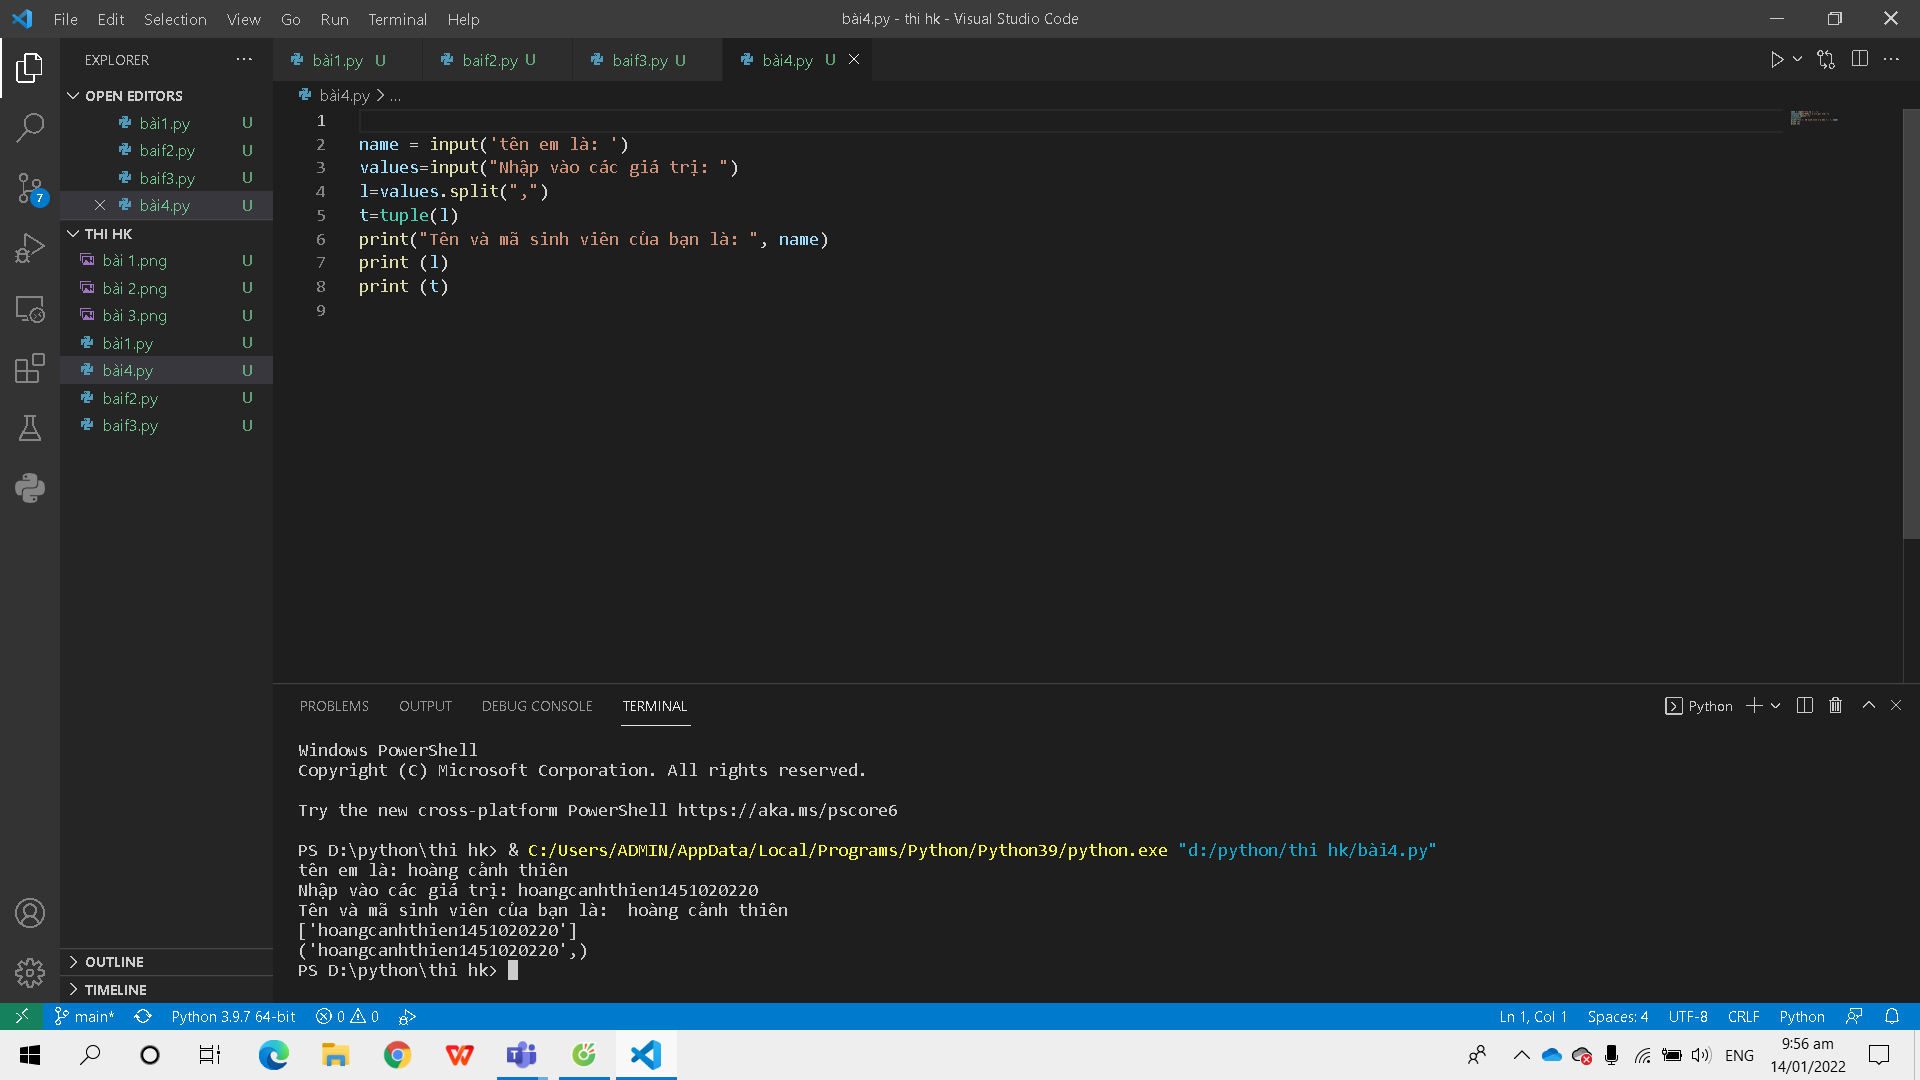 File Edit Selection View Go Run Terminal Help
bài4.py - thi hk - Visual Studio Code
EXPLORER
OPEN EDITORS
bài1.py U
baif2.py U
baif3.py U
bài4.py U
THI HK
bài 1.png U
bài 2.png U
bài 3.png U
bài1.py U
bài4.py U
baif2.py U
baif3.py U
OUTLINE
TIMELINE
7
bài1.py U
baif2.py U
baif3.py U
bài4.py U
bài4.py > ...
1
2 name = input('tên em là: ')
3 values=input("Nhập vào các giá trị: ")
4 l=values.split(",")
5 t=tuple(l)
6 print("Tên và mã sinh viên của bạn là: ", name)
7 print (l)
8 print (t)
9
PROBLEMS OUTPUT DEBUG CONSOLE TERMINAL
Python
Windows PowerShell
Copyright (C) Microsoft Corporation. All rights reserved.
Try the new cross-platform PowerShell https://aka.ms/pscore6
PS D:\python\thi hk> & C:/Users/ADMIN/AppData/Local/Programs/Python/Python39/python.exe "d:/python/thi hk/bài4.py"
tên em là: hoàng cảnh thiên
Nhập vào các giá trị: hoangcanhthien1451020220
Tên và mã sinh viên của bạn là:  hoàng cảnh thiên
['hoangcanhthien1451020220']
('hoangcanhthien1451020220',)
PS D:\python\thi hk>
main* Python 3.9.7 64-bit 0 0
Ln 1, Col 1 Spaces: 4 UTF-8 CRLF Python
ENG
9:56 am
14/01/2022